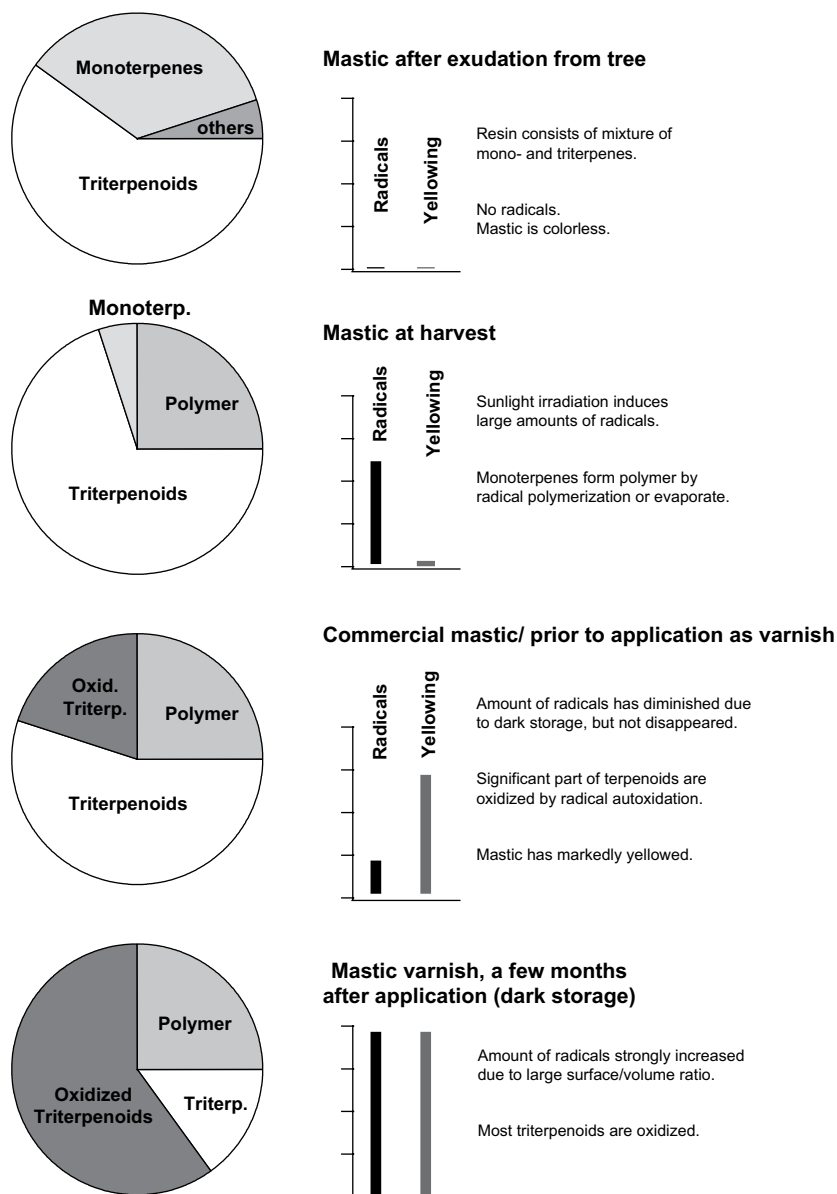 Monoterpenes
others
Triterpenoids
Mastic after exudation from tree
Radicals
Yellowing
Resin consists of mixture of
mono- and triterpenes.
No radicals.
Mastic is colorless.
Monoterp.
Polymer
Triterpenoids
Mastic at harvest
Radicals
Yellowing
Sunlight irradiation induces
large amounts of radicals.
Monoterpenes form polymer by
radical polymerization or evaporate.
Oxid.
Triterp.
Polymer
Triterpenoids
Commercial mastic/ prior to application as varnish
Radicals
Yellowing
Amount of radicals has diminished due
to dark storage, but not disappeared.
Significant part of terpenoids are
oxidized by radical autoxidation.
Mastic has markedly yellowed.
Polymer
Oxidized
Triterpenoids
Triterp.
Mastic varnish, a few months
after application (dark storage)
Amount of radicals strongly increased
due to large surface/volume ratio.
Most triterpenoids are oxidized.